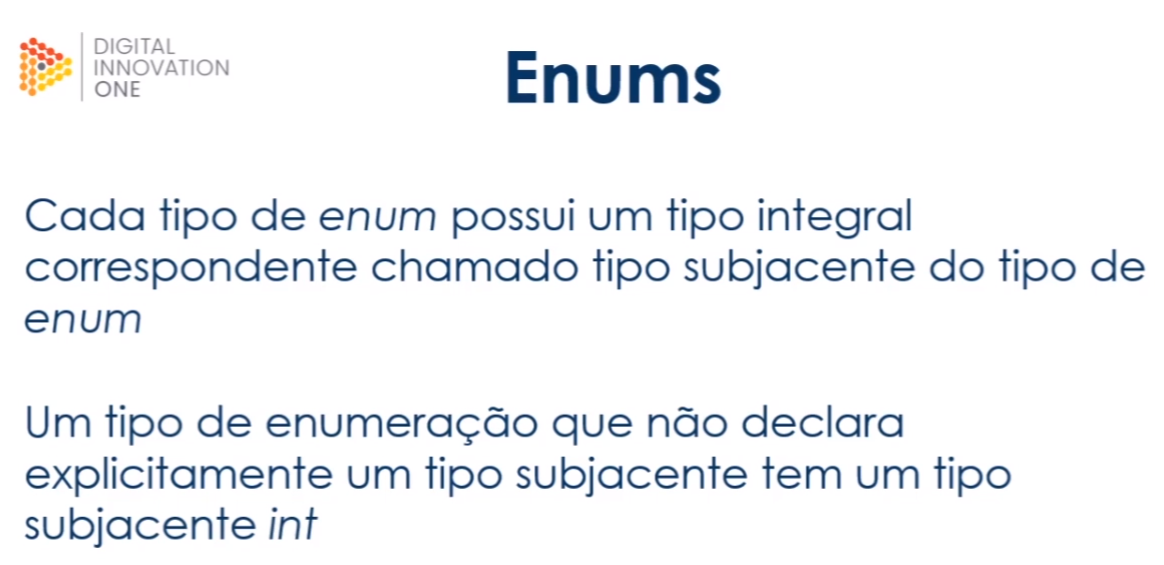 DIGITAL
INNOVATION
ONE
Enums
Cada tipo de enum possui um tipo integral
correspondente chamado tipo subjacente do tipo de
enum
Um tipo de enumeração que não declara
explicitamente um tipo subjacente tem um tipo
subjacente int